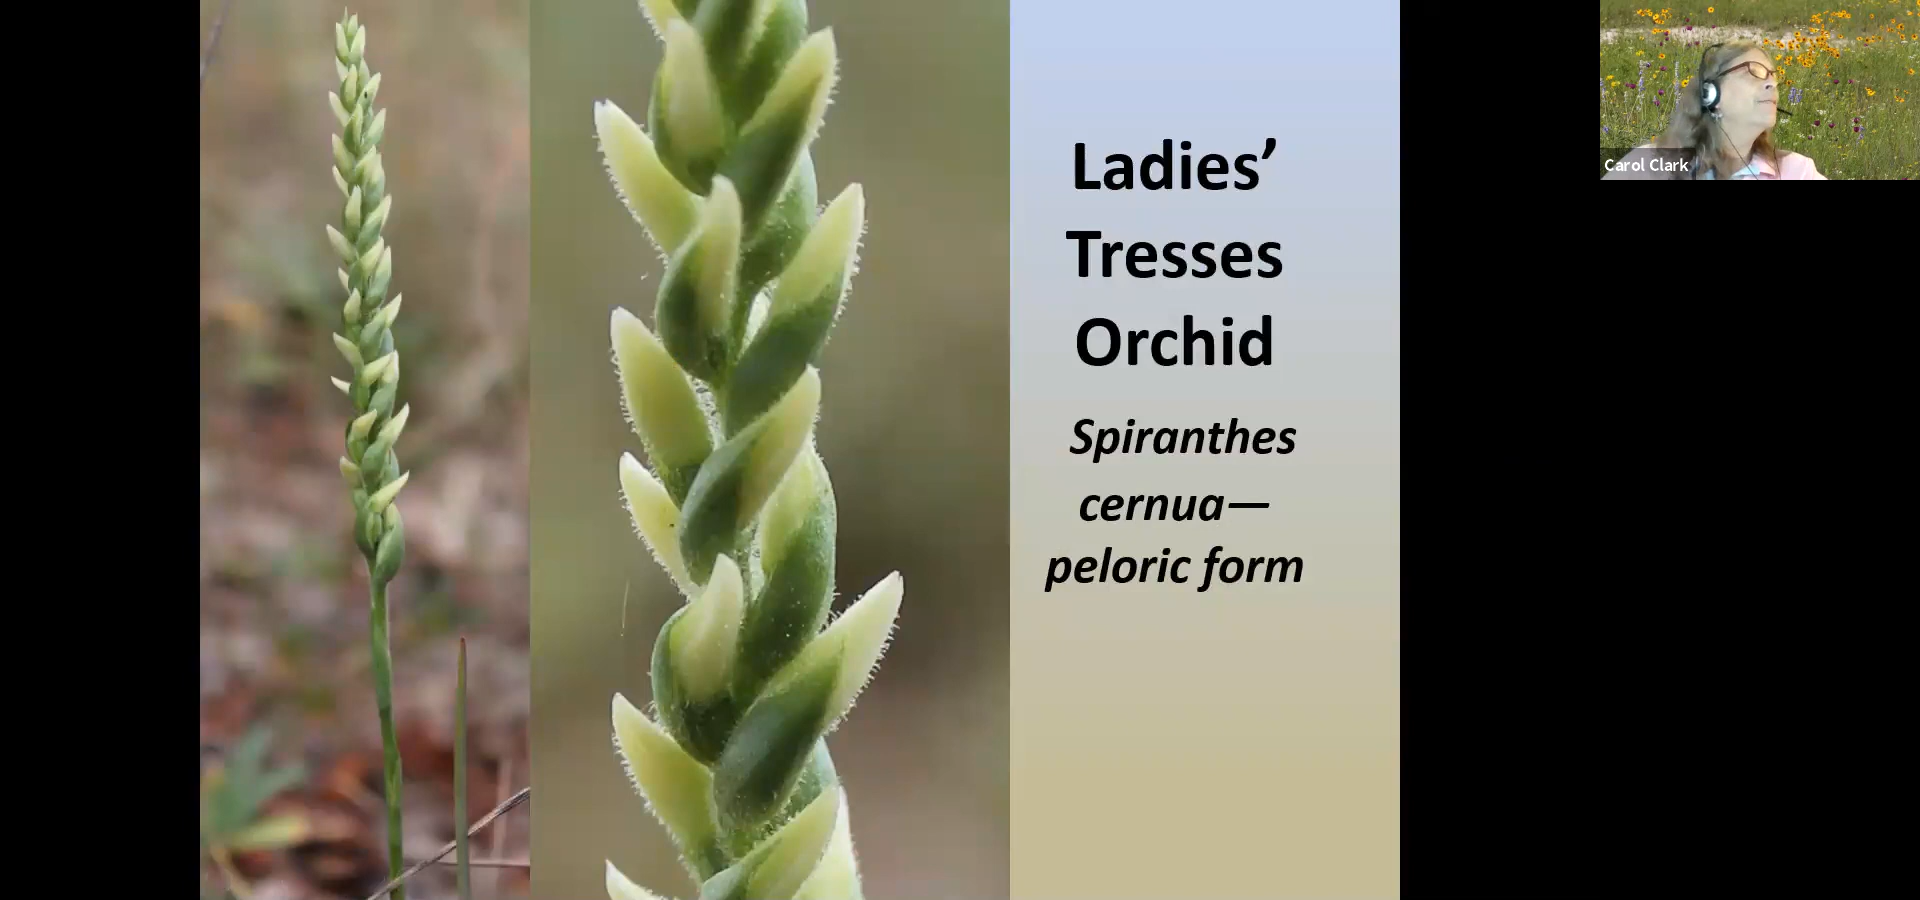 Ladies’
Tresses
Orchid
Spiranthes
cernua—
peloric form
Carol Clark